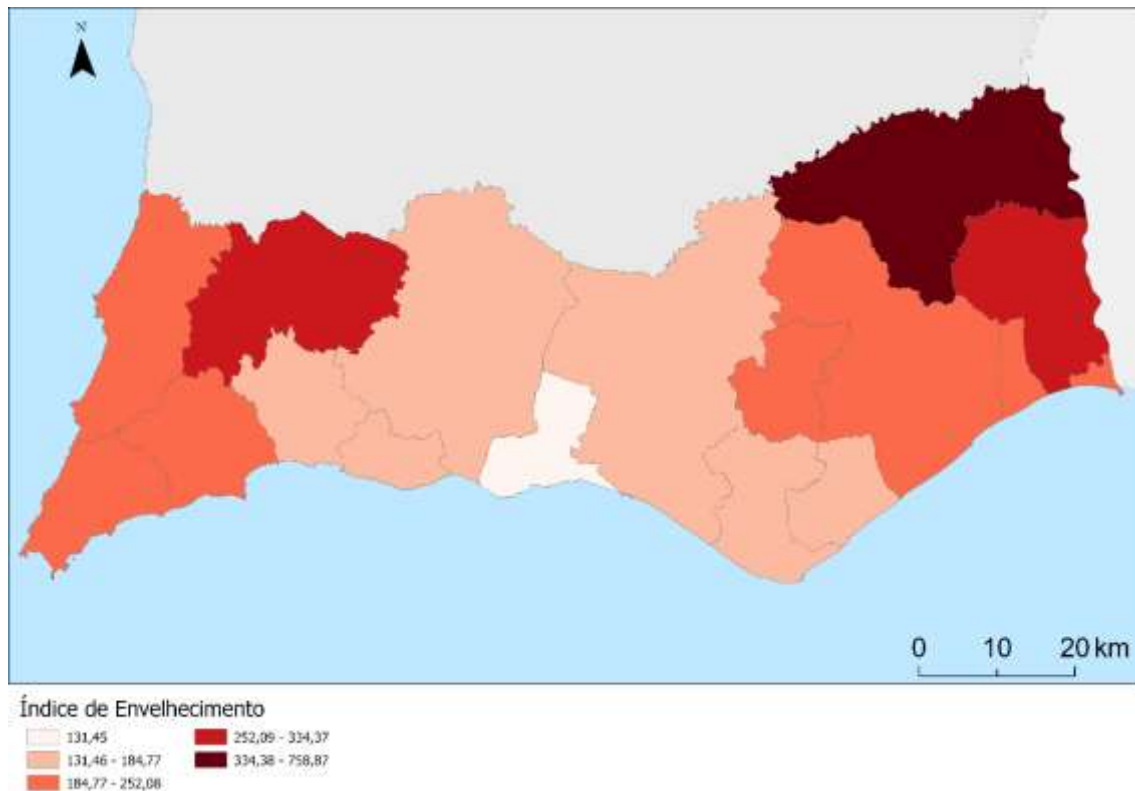 N
0 10 20 km
Índice de Envelhecimento
131,45
131,46 - 184,77
184,77 - 252,08
252,09 - 334,37
334,38 - 758,87